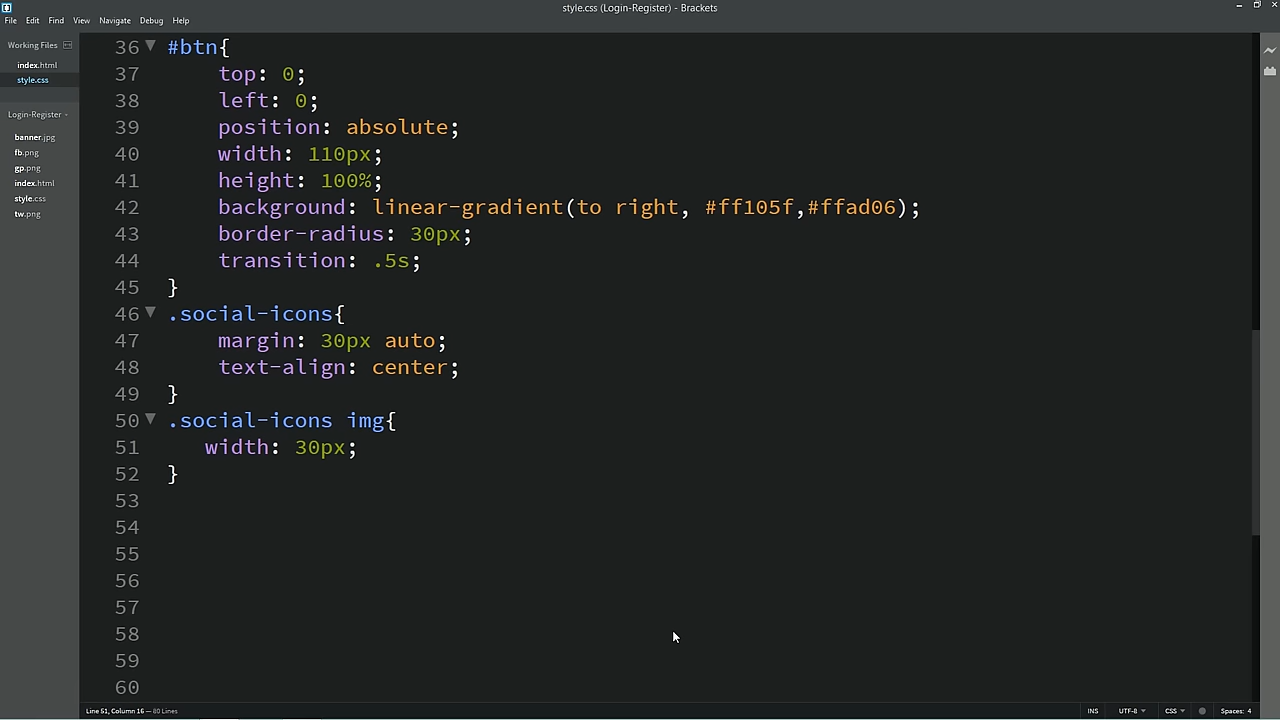 style.css (Login-Register) - Brackets
File Edit Find View Navigate Debug Help
Working Files
index.html
style.css
Login-Register
banner.jpg
fb.png
gp.png
index.html
style.css
tw.png
36 #btn{
37 top: 0;
38 left: 0;
39 position: absolute;
40 width: 110px;
41 height: 100%;
42 background: linear-gradient(to right, #ff105f,#ffad06);
43 border-radius: 30px;
44 transition: .5s;
45 }
46 .social-icons{
47 margin: 30px auto;
48 text-align: center;
49 }
50 .social-icons img{
51 width: 30px;
52 }
53
54
55
56
57
58
59
60
Line 51, Column 16 — 80 Lines
INS UTF-8 CSS Spaces: 4